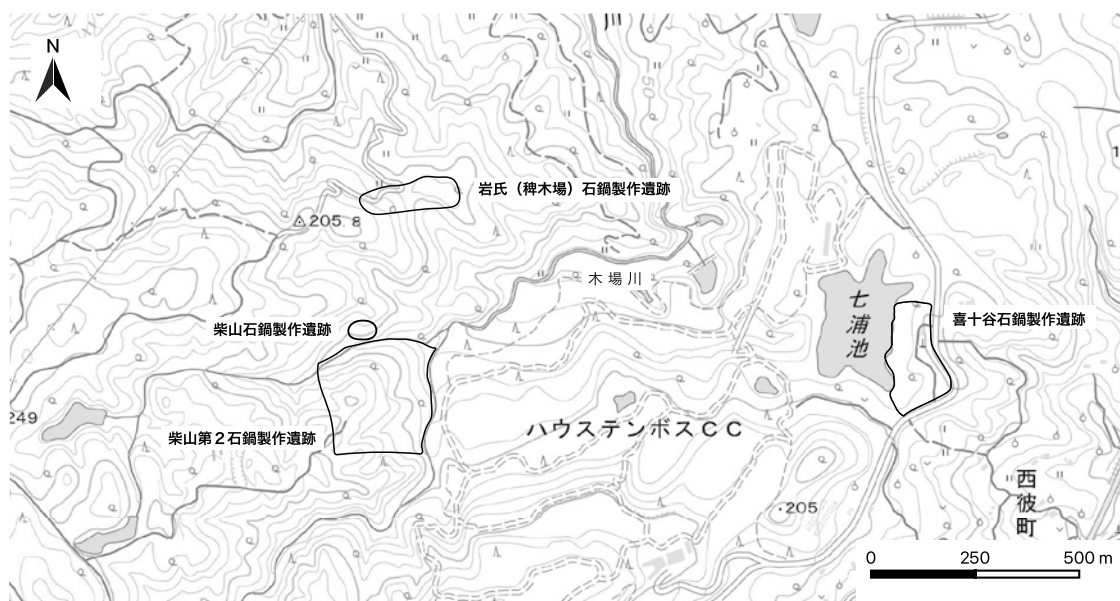 N
50
岩氏（稗木場）石鍋製作遺跡
205.8
木場川
七浦池
喜十谷石鍋製作遺跡
柴山石鍋製作遺跡
249
柴山第２石鍋製作遺跡
ハウステンボスＣＣ
205
西彼町
0 250 500 m